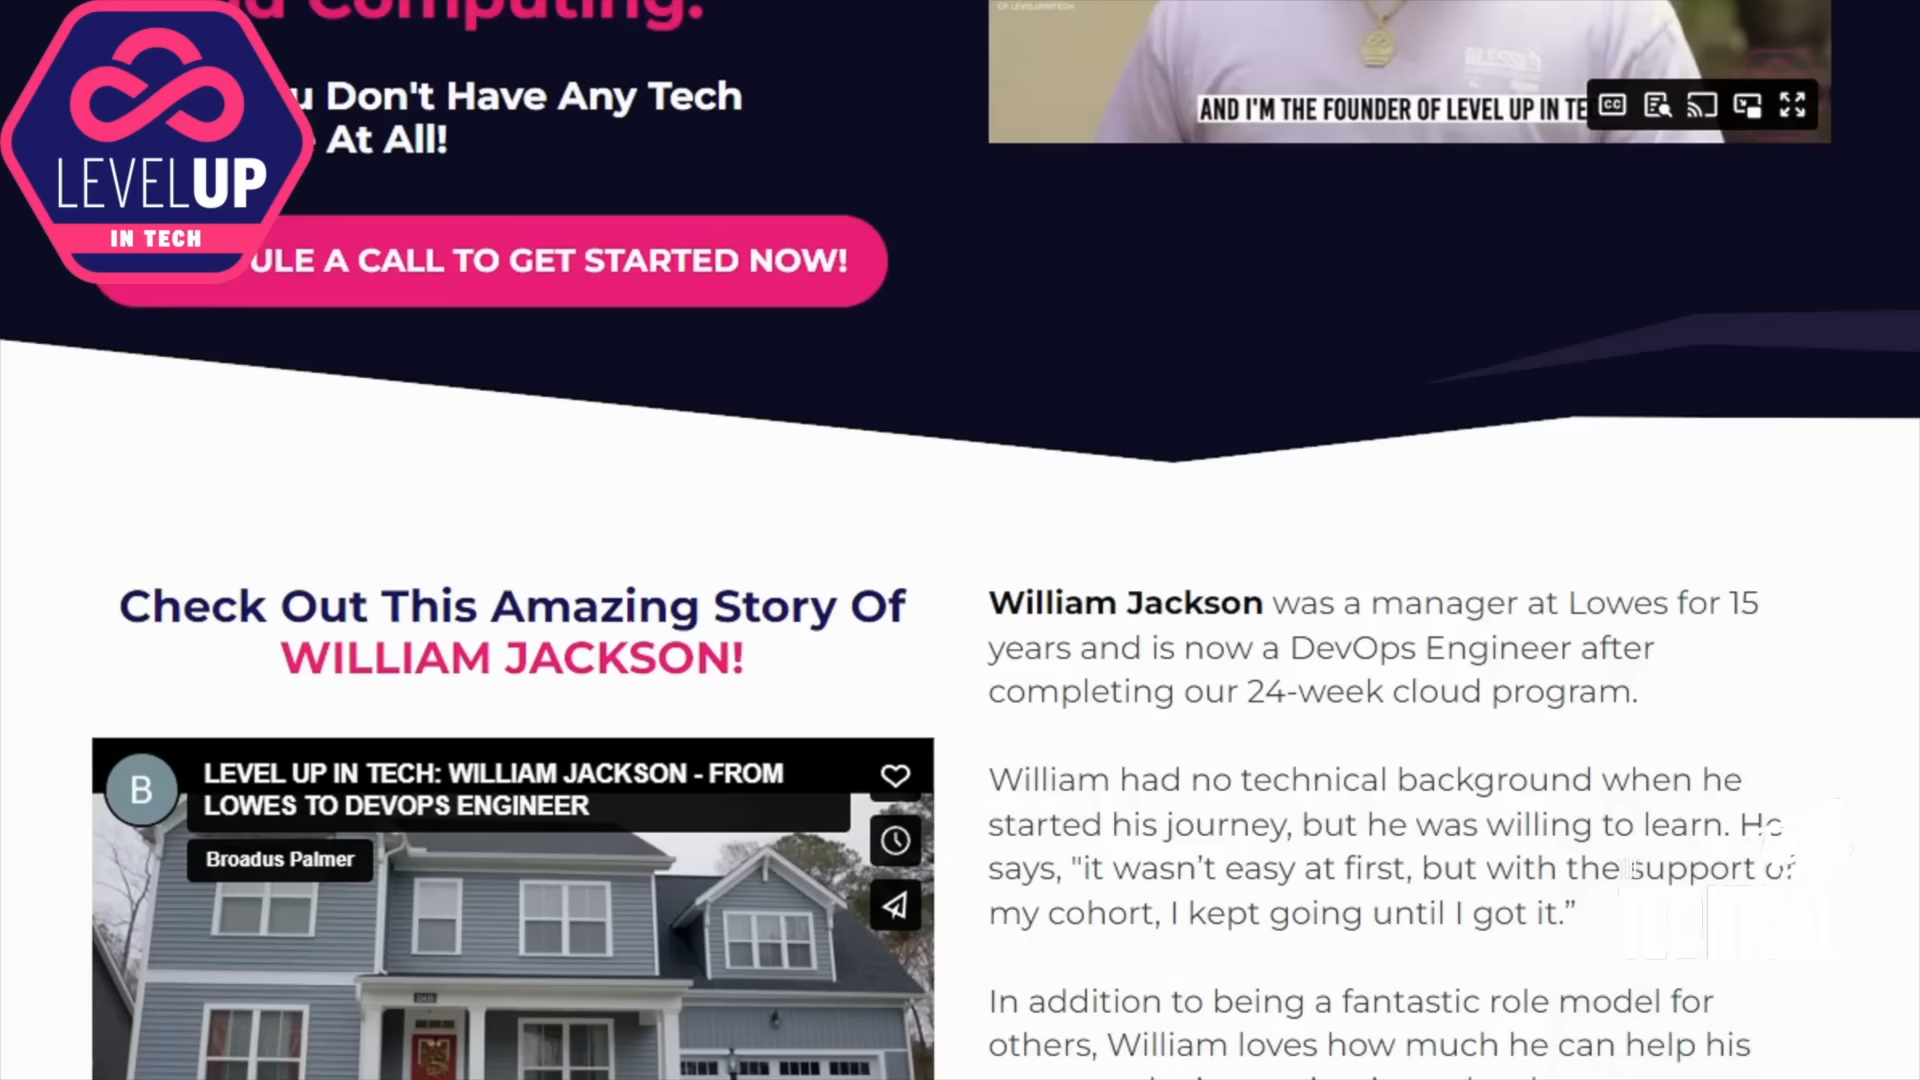 Computing.
u Don't Have Any Tech
At All!
LEVELUP
IN TECH
ULE A CALL TO GET STARTED NOW!
BLESSED
AND I'M THE FOUNDER OF LEVEL UP IN TE
CC
Check Out This Amazing Story Of
WILLIAM JACKSON!
B
LEVEL UP IN TECH: WILLIAM JACKSON - FROM
LOWES TO DEVOPS ENGINEER
Broadus Palmer
William Jackson was a manager at Lowes for 15
years and is now a DevOps Engineer after
completing our 24-week cloud program.
William had no technical background when he
started his journey, but he was willing to learn. He
says, "it wasn’t easy at first, but with the support of
my cohort, I kept going until I got it.”
In addition to being a fantastic role model for
others, William loves how much he can help his